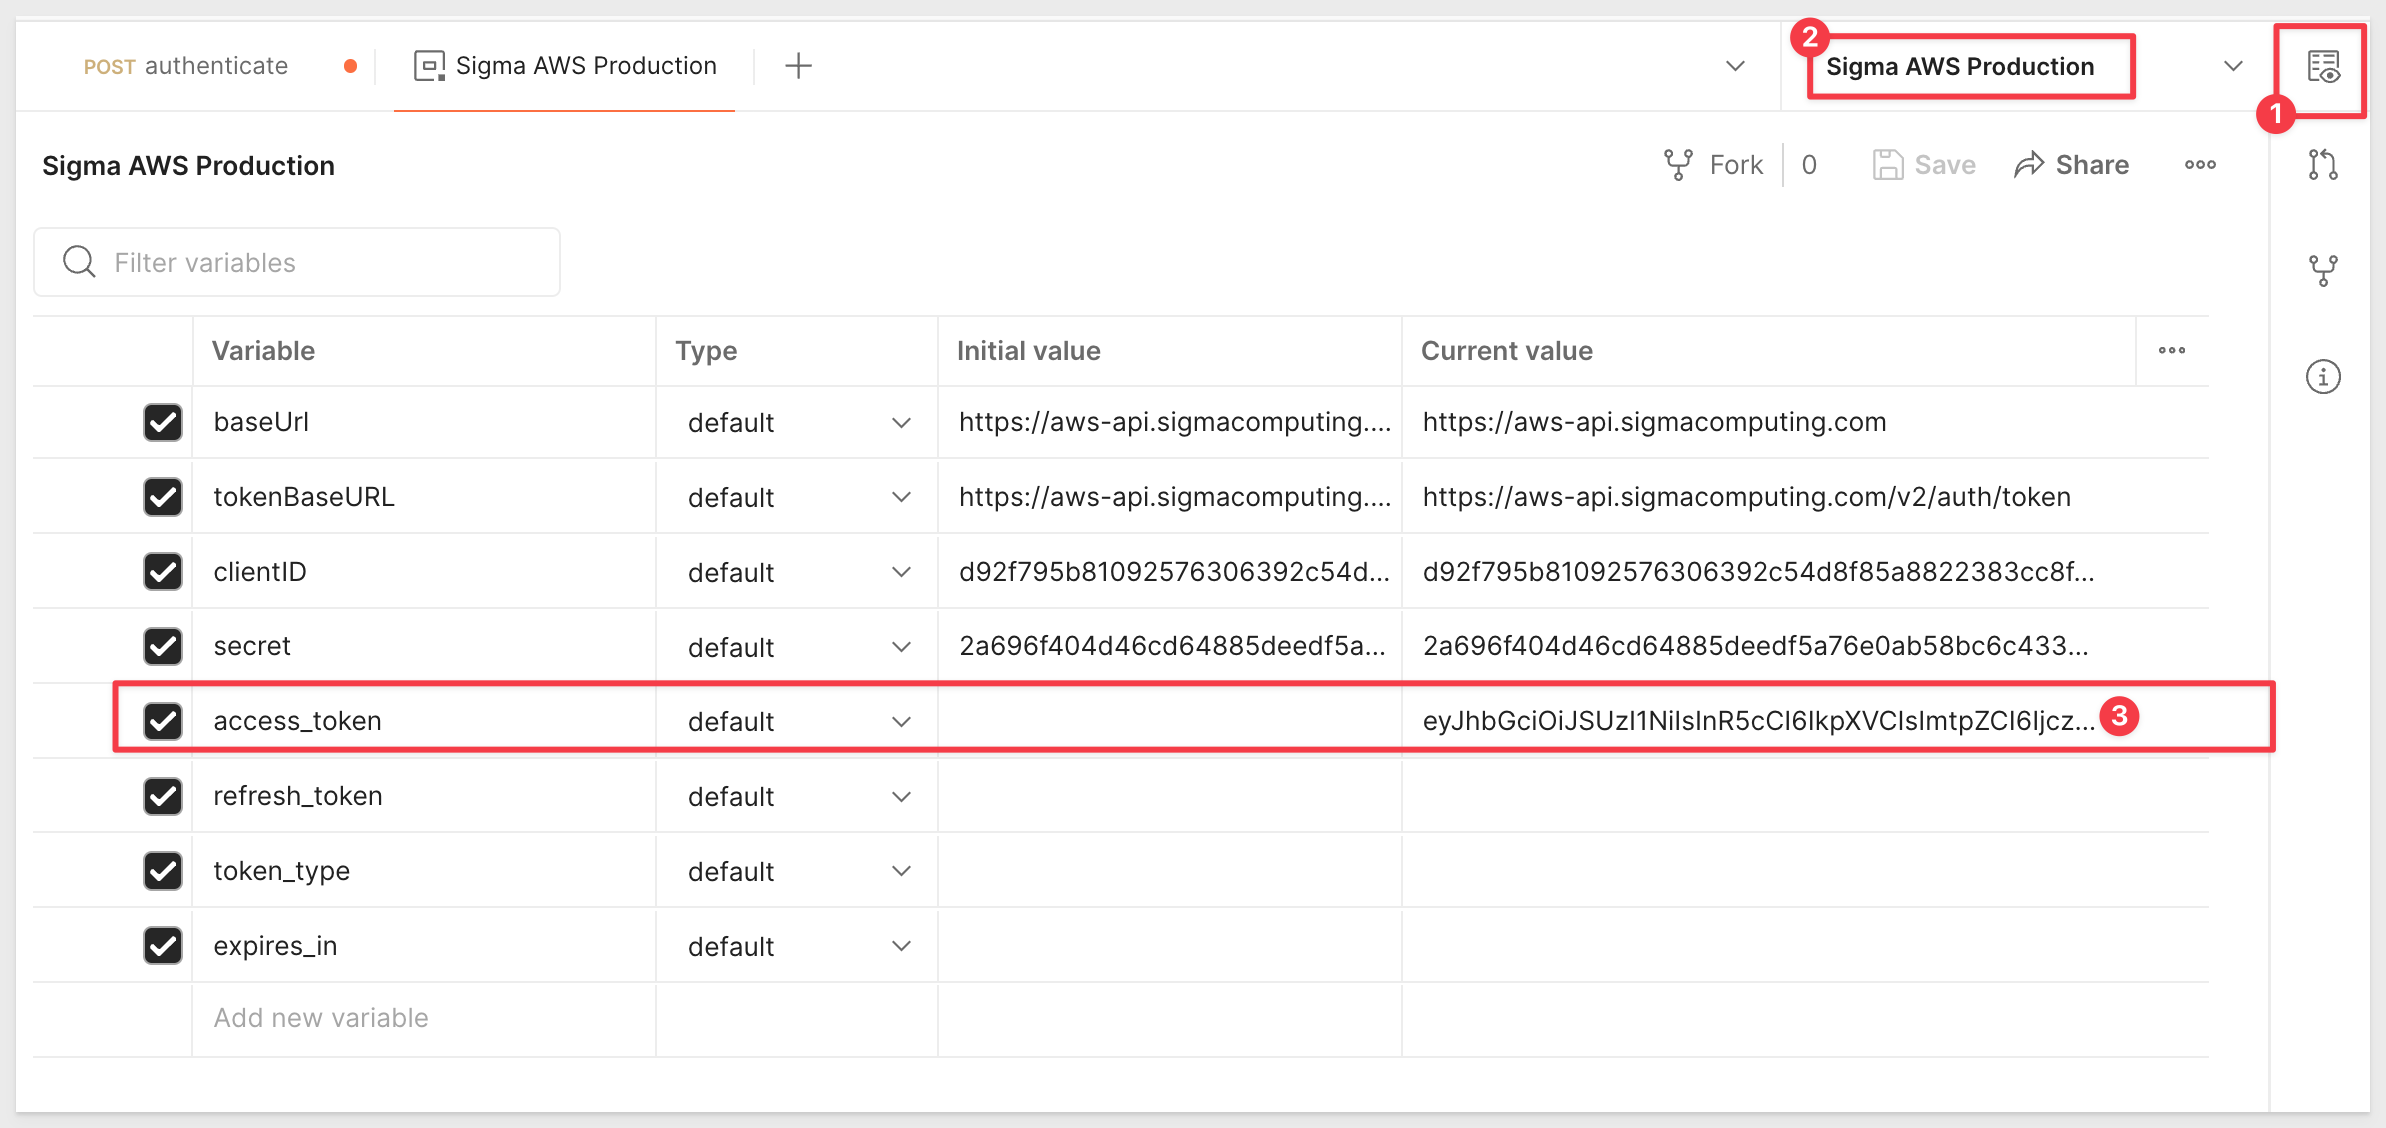 POST authenticate Sigma AWS Production 2 Sigma AWS Production
1
Sigma AWS Production Fork 0 Save Share
Filter variables
Variable Type Initial value Current value
baseUrl default https://aws-api.sigmacomputing.... https://aws-api.sigmacomputing.com
tokenBaseURL default https://aws-api.sigmacomputing.... https://aws-api.sigmacomputing.com/v2/auth/token
clientID default d92f795b81092576306392c54d... d92f795b81092576306392c54d8f85a8822383cc8f...
secret default 2a696f404d46cd64885deedf5a... 2a696f404d46cd64885deedf5a76e0ab58bc6c433...
access_token default eyJhbGciOiJSUzI1NiIsInR5cCI6IkpXVCIsImtpZCI6Ijcz... 3
refresh_token default
token_type default
expires_in default
Add new variable